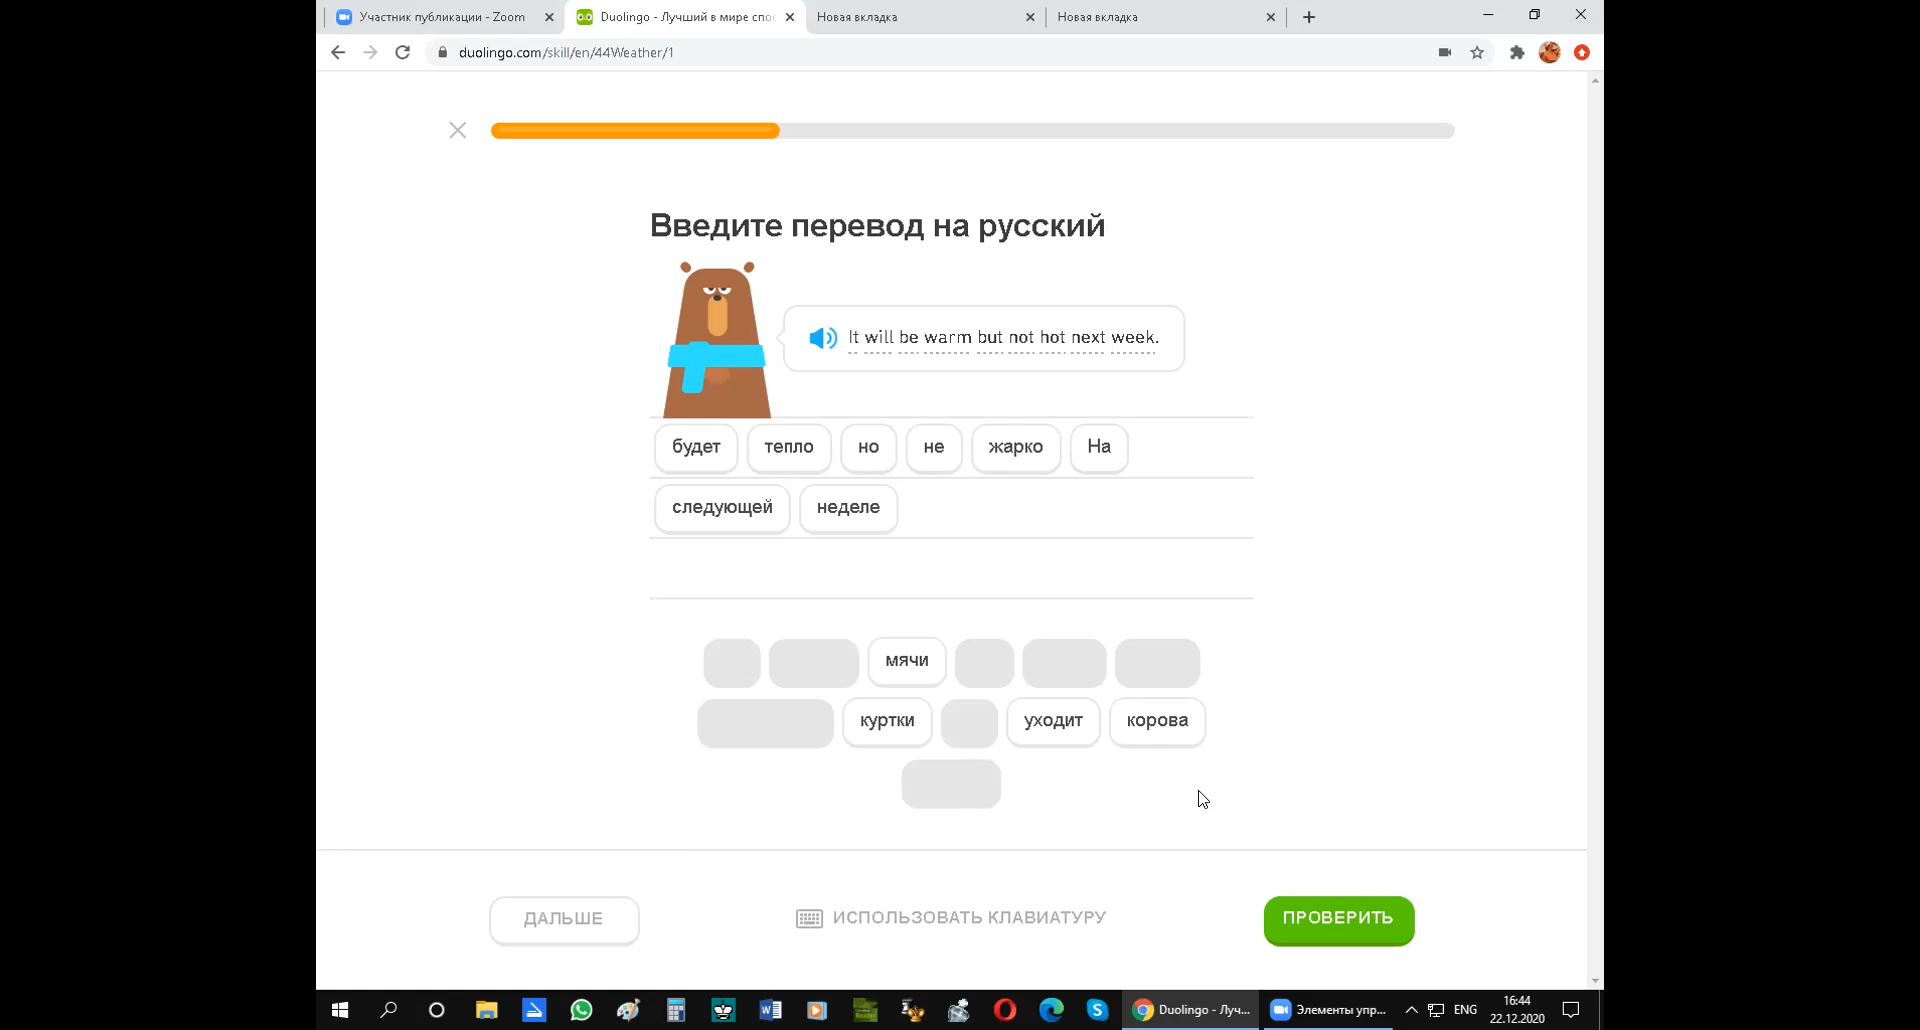 Участник публикации - Zoom
Duolingo - Лучший в мире спос
Новая вкладка
Новая вкладка
duolingo.com/skill/en/44Weather/1
Введите перевод на русский
It will be warm but not hot next week.
будет тепло но не жарко На
следующей неделе
мячи
куртки уходит корова
ДАЛЬШЕ
ИСПОЛЬЗОВАТЬ КЛАВИАТУРУ
ПРОВЕРИТЬ
Duolingo - Луч...
Элементы упр...
ENG
16:44
22.12.2020